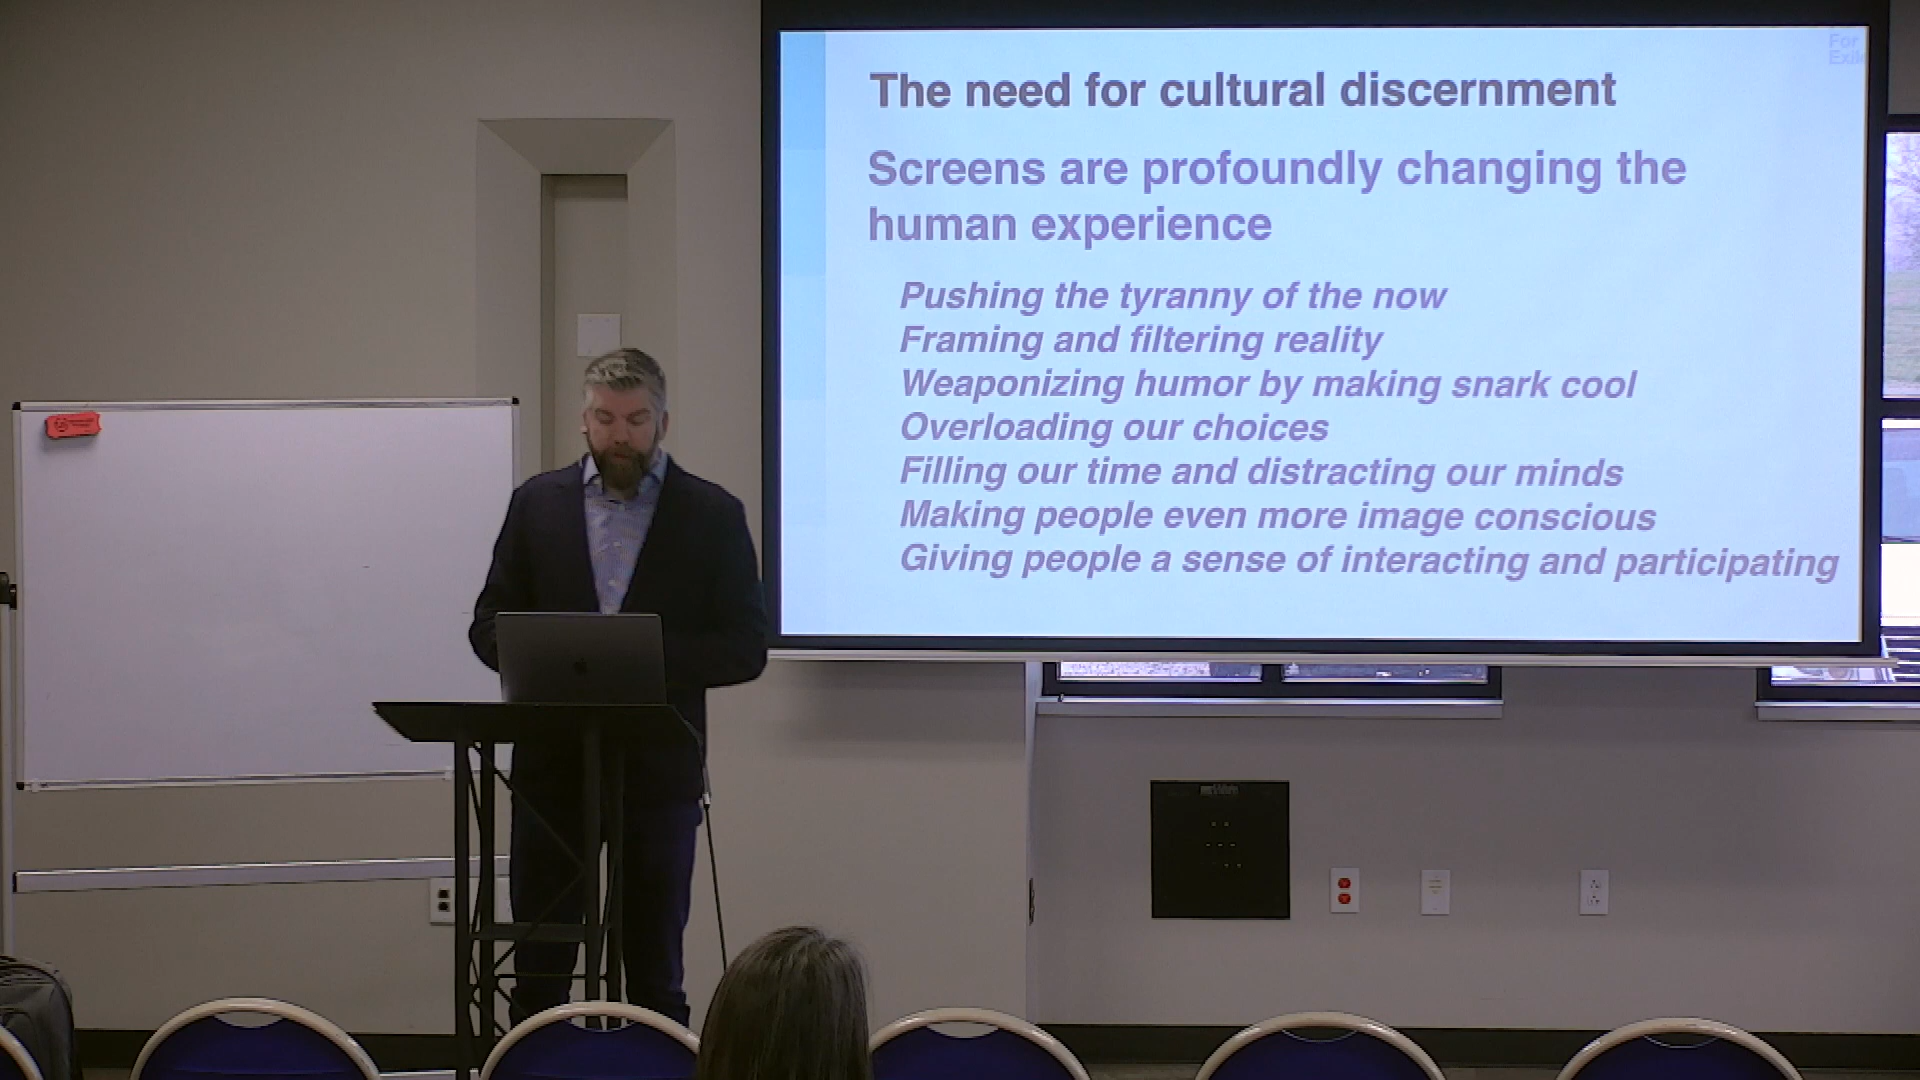 For
The need for cultural discernment
Screens are profoundly changing the
human experience
Pushing the tyranny of the now
Framing and filtering reality
Weaponizing humor by making snark cool
Overloading our choices
Filling our time and distracting our minds
Making people even more image conscious
Giving people a sense of interacting and participating